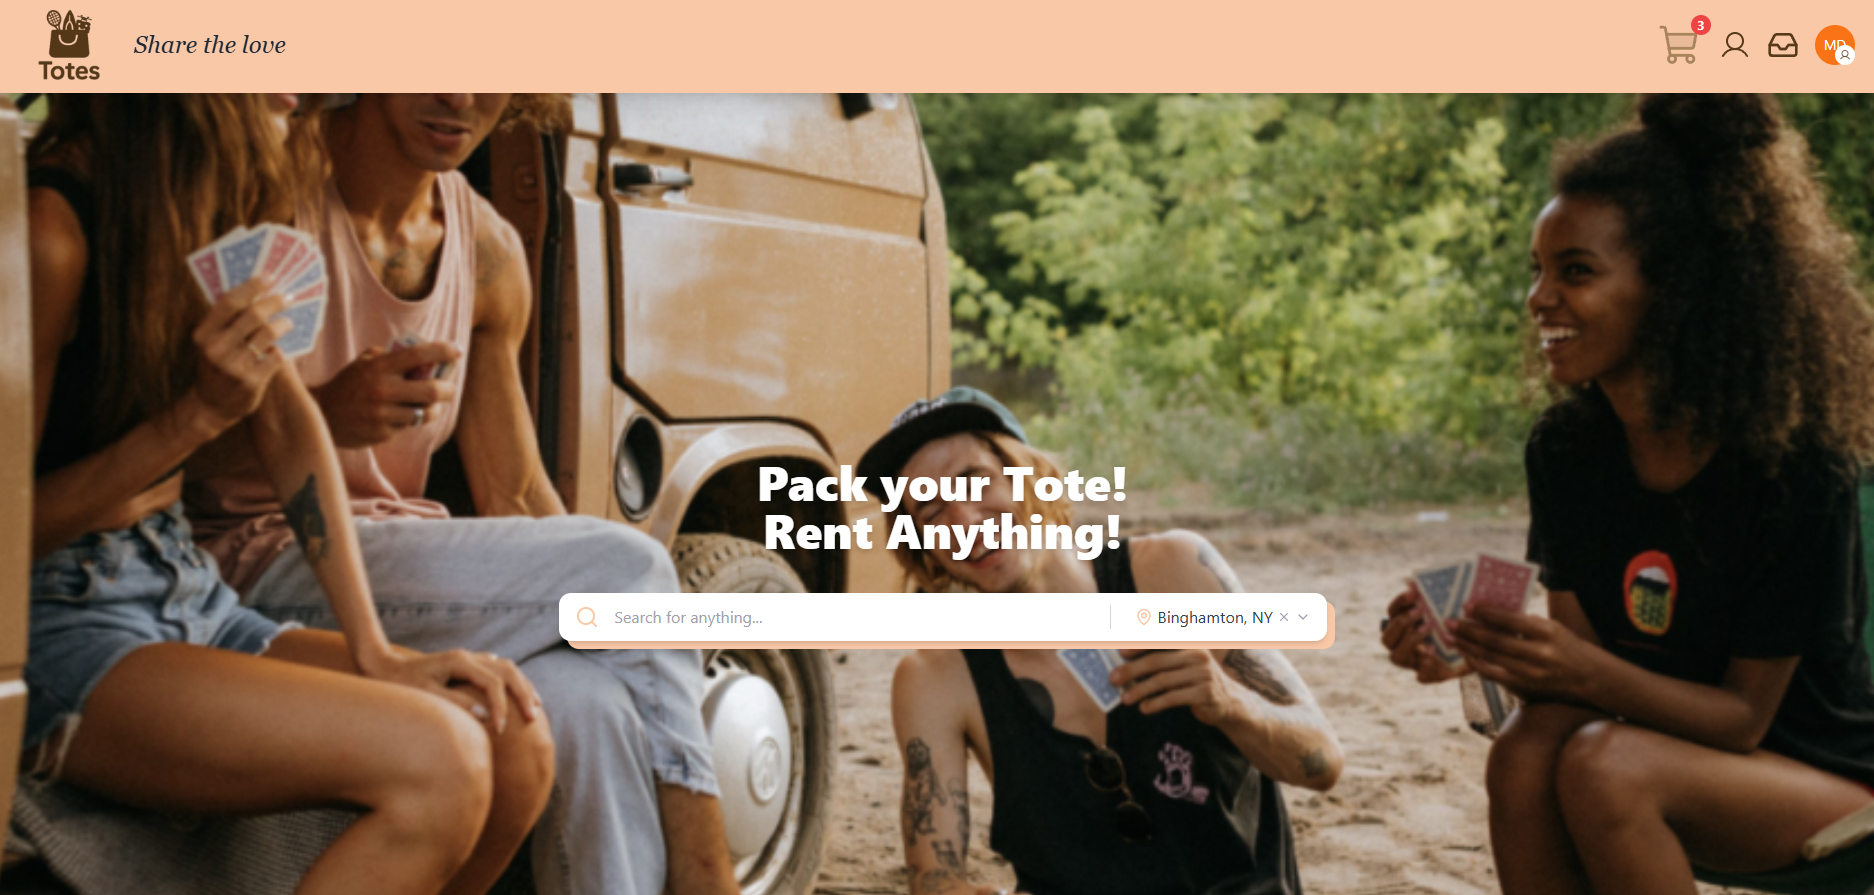 Totes
Share the love
3
MD
Pack your Tote!
Rent Anything!
Search for anything...
Binghamton, NY